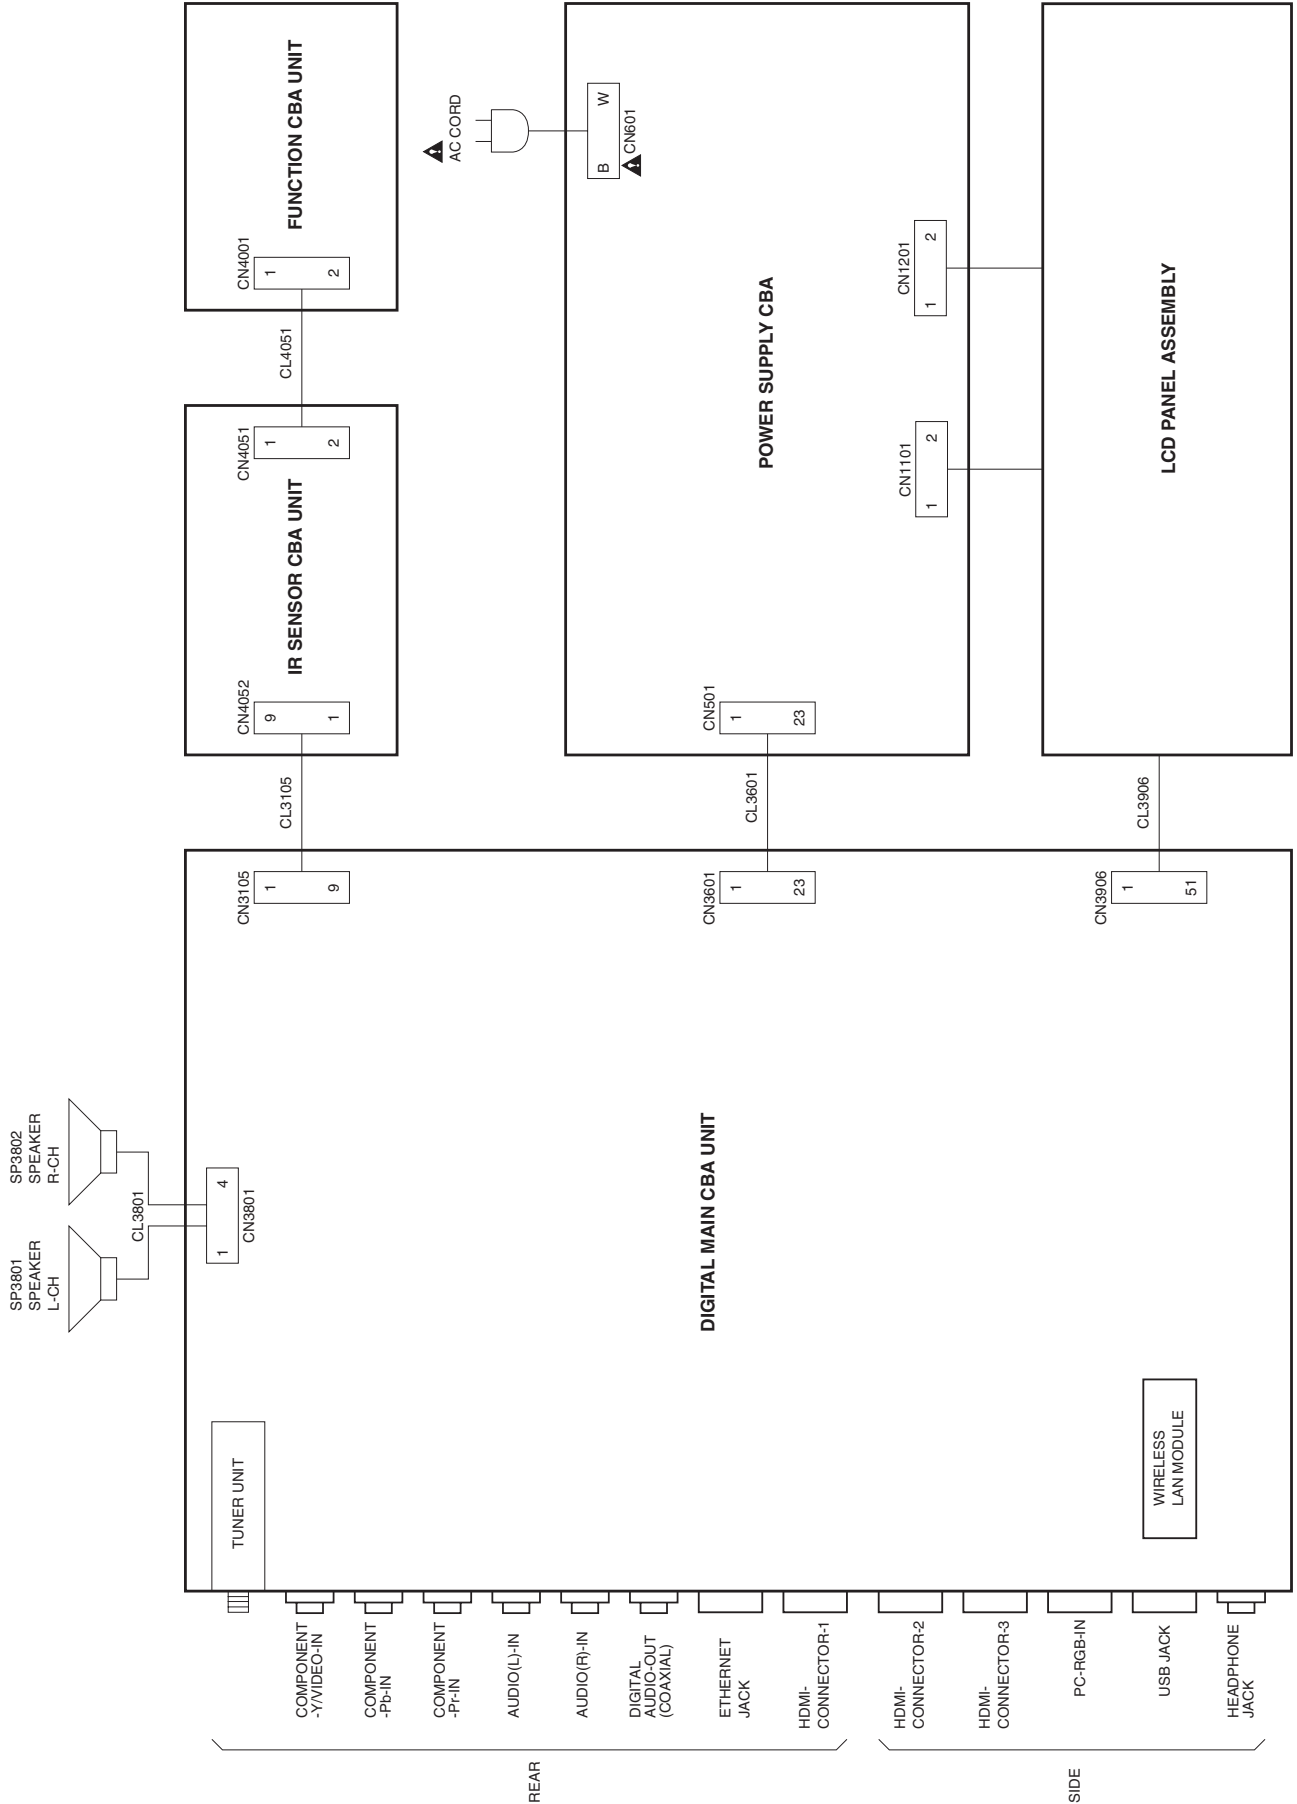 SP3801
SPEAKER
L-CH
SP3802
SPEAKER
R-CH
CL3801
1 4
CN3801
TUNER UNIT
DIGITAL MAIN CBA UNIT
WIRELESS
LAN MODULE
CN3105
1
9
CL3105
CN4052
9
1
IR SENSOR CBA UNIT
CN4051
1
2
CL4051
CN4001
1
2
FUNCTION CBA UNIT
AC CORD
B W
CN601
CN3601
1
23
CL3601
CN501
1
23
POWER SUPPLY CBA
CN1101
1 2
CN1201
1 2
CN3906
1
51
CL3906
LCD PANEL ASSEMBLY
REAR
COMPONENT
-Y/VIDEO-IN
COMPONENT
-Pb-IN
COMPONENT
-Pr-IN
AUDIO(L)-IN
AUDIO(R)-IN
DIGITAL
AUDIO-OUT
(COAXIAL)
ETHERNET
JACK
HDMI-
CONNECTOR-1
SIDE
HDMI-
CONNECTOR-2
HDMI-
CONNECTOR-3
PC-RGB-IN
USB JACK
HEADPHONE
JACK